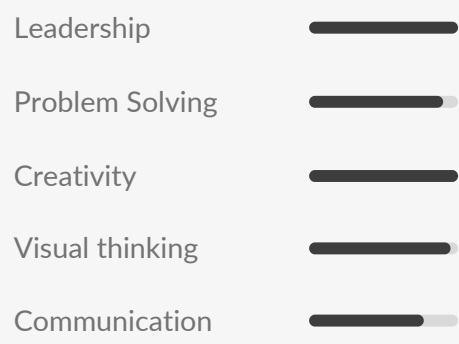 Leadership
Problem Solving
Creativity
Visual thinking
Communication